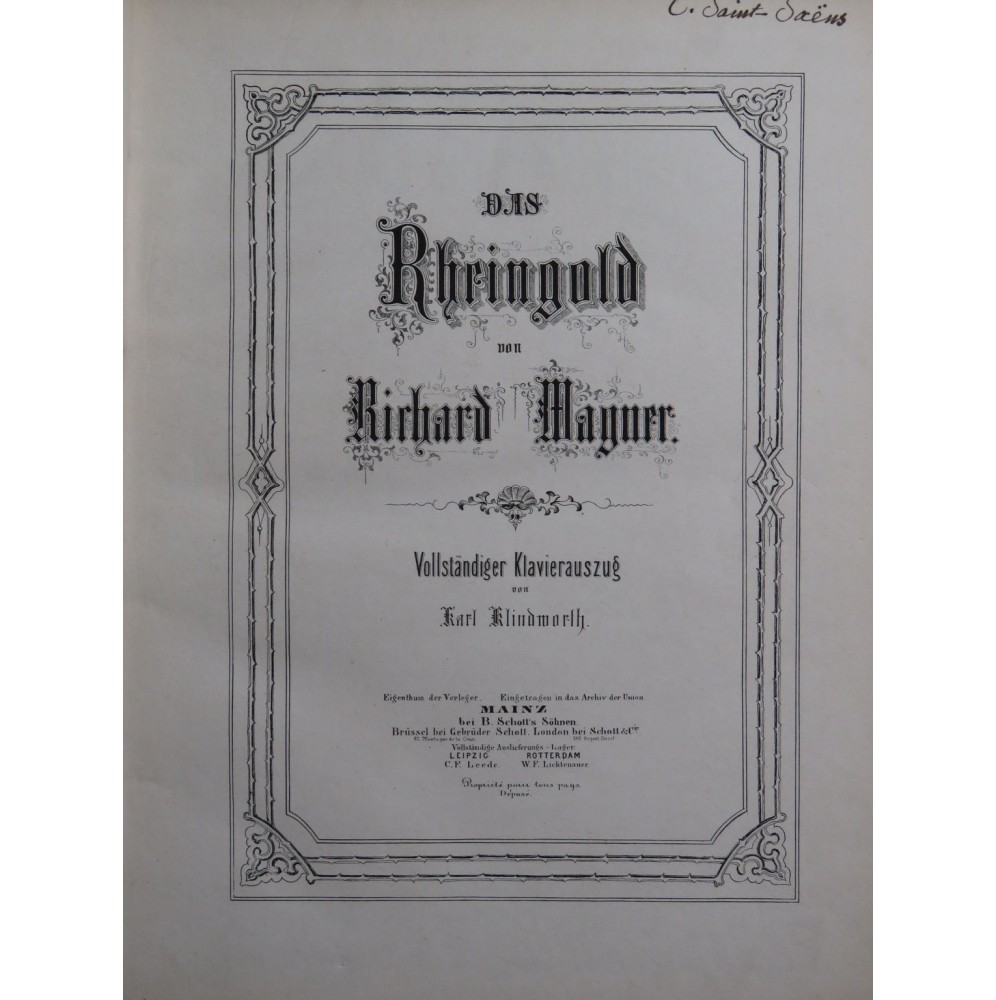 C. Saint-Saëns
DAS
Rheingold
von
Richard Wagner.
Vollständiger Klavierauszug
von
Karl Klindworth.
Eigenthum der Verleger. Eingetragen in das Archiv der Union.
MAINZ
bei B. Schott's Söhnen.
Brüssel bei Gebrüder Schott. London bei Schott & Cº
Vollständige Auslieferungs-Lager:
LEIPZIG ROTTERDAM
C. F. Leede. W. F. Lichtenauer.
Propriété pour tous pays.
Déposé.